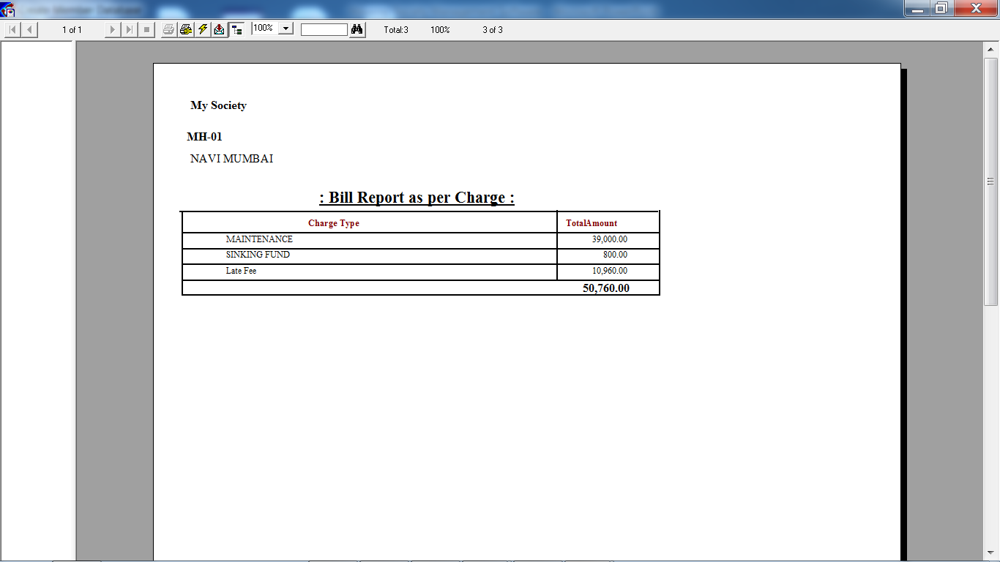 1 of 1
100%
Total:3
100%
3 of 3
My Society
MH-01
NAVI MUMBAI
: Bill Report as per Charge :
Charge Type TotalAmount
MAINTENANCE 39,000.00
SINKING FUND 800.00
Late Fee 10,960.00
50,760.00